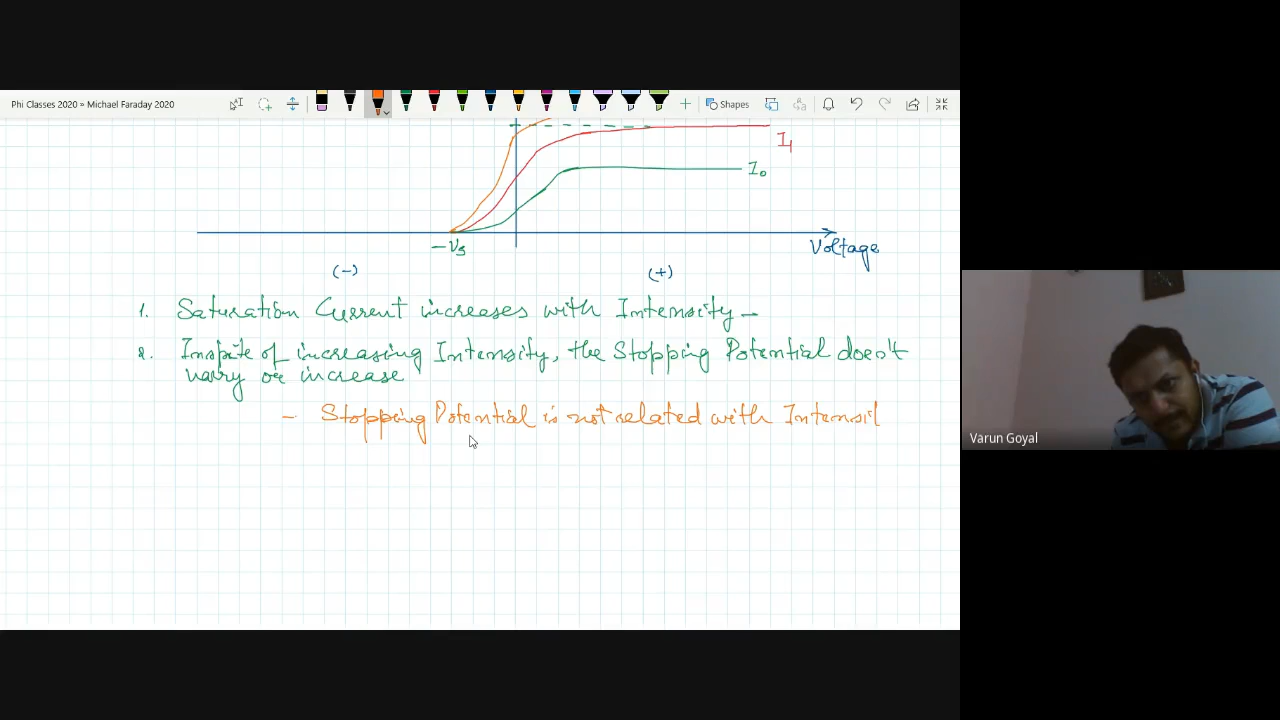 Phi Classes 2020 » Michael Faraday 2020
Shapes
I₁
I₀
-Vs
Voltage
(-)
(+)
1. Saturation Current increases with Intensity -
2. Inspite of increasing Intensity, the Stopping Potential doesn't
vary or increase
- Stopping Potential is not related with Intensit
Varun Goyal